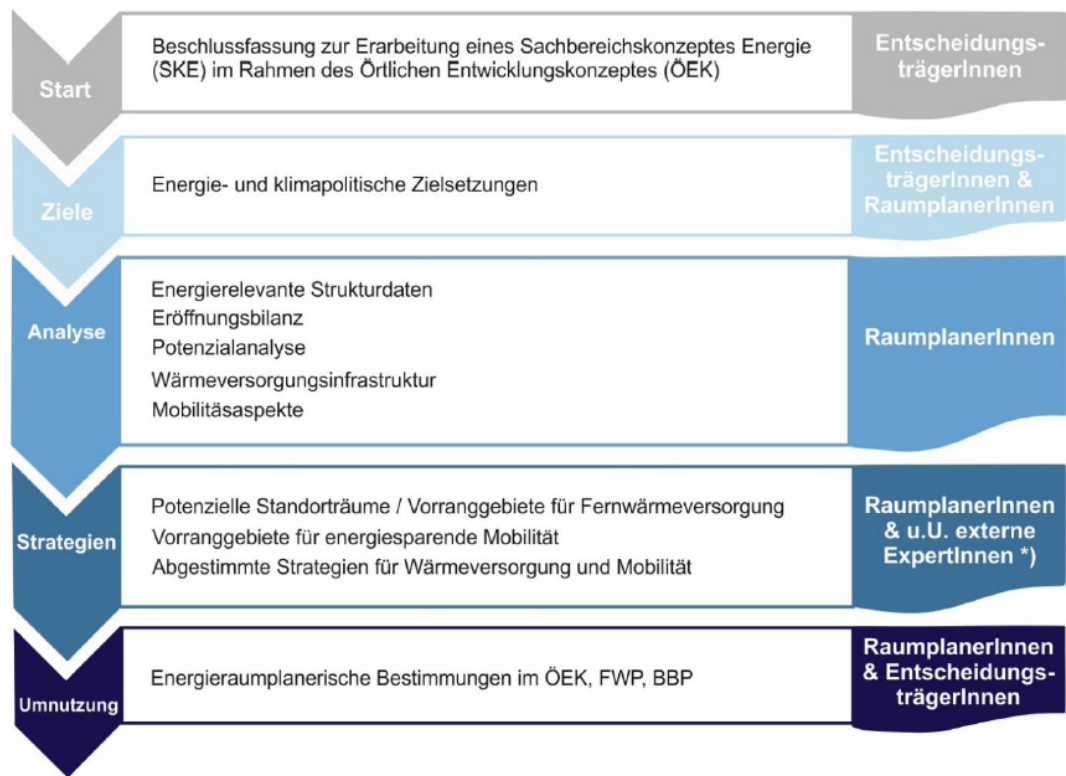 Start
Beschlussfassung zur Erarbeitung eines Sachbereichskonzeptes Energie
(SKE) im Rahmen des Örtlichen Entwicklungskonzeptes (ÖEK)
Entscheidungs-
trägerInnen
Ziele
Energie- und klimapolitische Zielsetzungen
Entscheidungs-
trägerInnen &
RaumplanerInnen
Analyse
Energierelevante Strukturdaten
Eröffnungsbilanz
Potenzialanalyse
Wärmeversorgungsinfrastruktur
Mobilitäsaspekte
RaumplanerInnen
Strategien
Potenzielle Standorträume / Vorranggebiete für Fernwärmeversorgung
Vorranggebiete für energiesparende Mobilität
Abgestimmte Strategien für Wärmeversorgung und Mobilität
RaumplanerInnen
& u.U. externe
ExpertInnen *)
Umnutzung
Energieraumplanerische Bestimmungen im ÖEK, FWP, BBP
RaumplanerInnen
& Entscheidungs-
trägerInnen